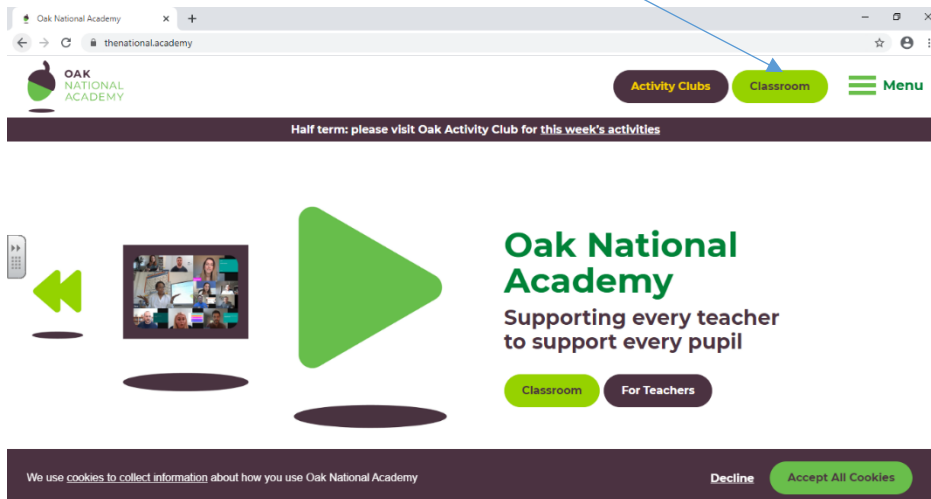 Oak National Academy
thenational.academy
OAK
NATIONAL
ACADEMY
Activity Clubs
Classroom
Menu
Half term: please visit Oak Activity Club for this week's activities
Oak National
Academy
Supporting every teacher
to support every pupil
Classroom
For Teachers
We use cookies to collect information about how you use Oak National Academy
Decline
Accept All Cookies